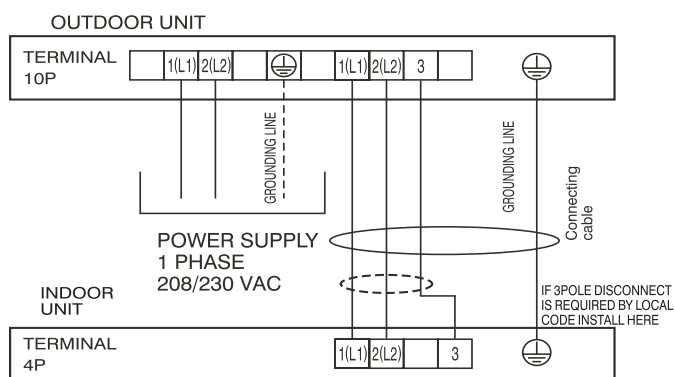 OUTDOOR UNIT
TERMINAL
10P
1(L1) 2(L2) 1(L1) 2(L2) 3
GROUNDING LINE
GROUNDING LINE
Connecting
cable
POWER SUPPLY
1 PHASE
208/230 VAC
INDOOR
UNIT
IF 3POLE DISCONNECT
IS REQUIRED BY LOCAL
CODE INSTALL HERE
TERMINAL
4P
1(L1) 2(L2) 3